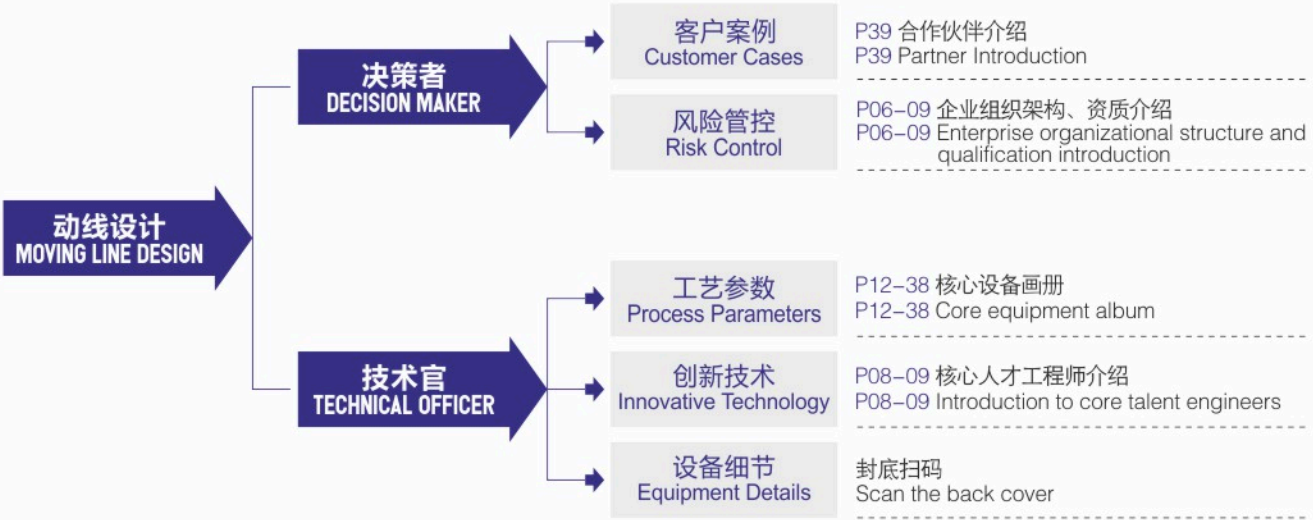 动线设计
MOVING LINE DESIGN
决策者
DECISION MAKER
客户案例
Customer Cases
P39 合作伙伴介绍
P39 Partner Introduction
风险管控
Risk Control
P06-09 企业组织架构、资质介绍
P06-09 Enterprise organizational structure and
qualification introduction
技术官
TECHNICAL OFFICER
工艺参数
Process Parameters
P12-38 核心设备画册
P12-38 Core equipment album
创新技术
Innovative Technology
P08-09 核心人才工程师介绍
P08-09 Introduction to core talent engineers
设备细节
Equipment Details
封底扫码
Scan the back cover